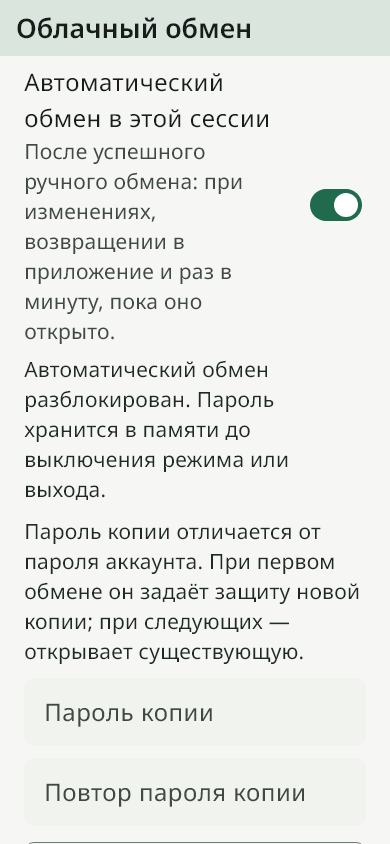 Облачный обмен
Автоматический
обмен в этой сессии
После успешного
ручного обмена: при
изменениях,
возвращении в
приложение и раз в
минуту, пока оно
открыто.
Автоматический обмен
разблокирован. Пароль
хранится в памяти до
выключения режима или
выхода.
Пароль копии отличается от
пароля аккаунта. При первом
обмене он задаёт защиту новой
копии; при следующих —
открывает существующую.
Пароль копии
Повтор пароля копии